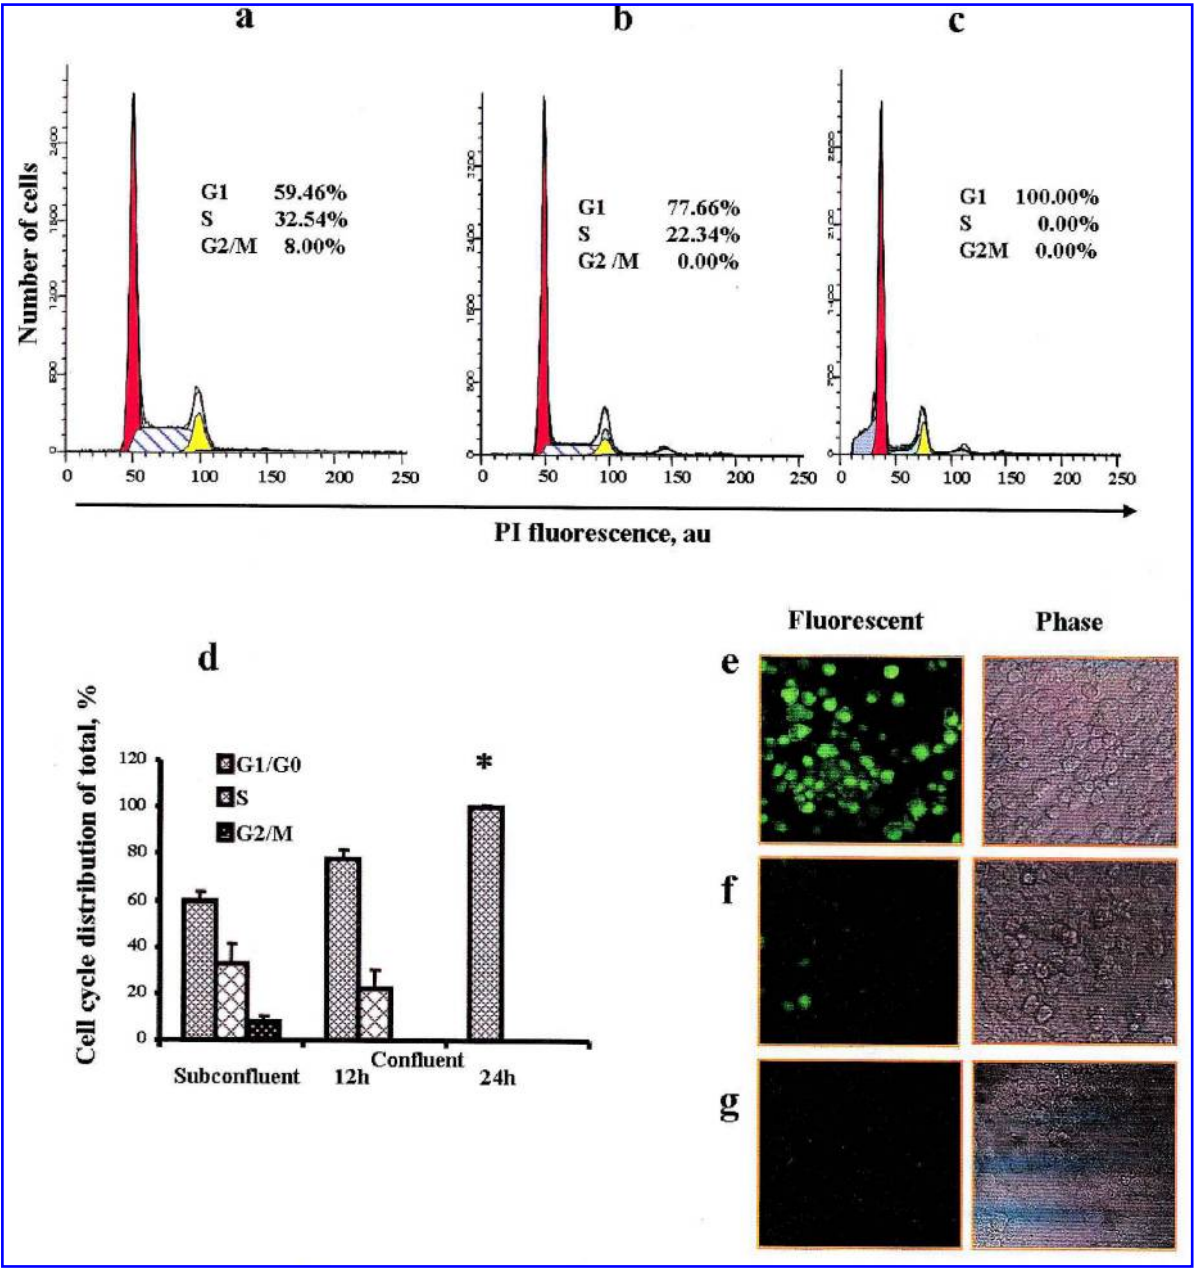 a
b
c
Number of cells
G1 59.46%
S 32.54%
G2/M 8.00%
G1 77.66%
S 22.34%
G2 /M 0.00%
G1 100.00%
S 0.00%
G2M 0.00%
0 50 100 150 200 250
0 50 100 150 200 250
0 50 100 150 200 250
PI fluorescence, au
d
Cell cycle distribution of total, %
120
100
80
60
40
20
0
G1/G0
S
G2/M
*
Subconfluent
12h
Confluent
24h
Fluorescent
Phase
e
f
g